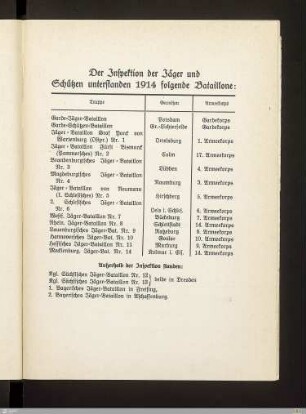 Der Inspektion der Jäger und
Schützen unterstanden 1914 folgende Bataillone:
Truppe Garnison Armeekorps
Garde-Jäger-Bataillon Potsdam Gardekorps
Garde-Schützen-Bataillon Gr.-Lichterfelde Gardekorps
Jäger-Bataillon Graf Yorck von
Wartenburg (Ostpr.) Nr. 1 Ortelsburg 1. Armeekorps
Jäger-Bataillon Fürst Bismarck
(Pommersches) Nr. 2 Culm 17. Armeekorps
Brandenburgisches Jäger-Bataillon
Nr. 3 Lübben 3. Armeekorps
Magdeburgisches Jäger-Bataillon
Nr. 4 Naumburg 4. Armeekorps
Jäger-Bataillon von Neumann
(1. Schlesisches) Nr. 5 Hirschberg 5. Armeekorps
2. Schlesisches Jäger-Bataillon
Nr. 6 Oels i. Schles. 6. Armeekorps
Westf. Jäger-Bataillon Nr. 7 Bückeburg 7. Armeekorps
Rhein. Jäger-Bataillon Nr. 8 Schlettstadt
Lauenburgisches Jäger-Bat. Nr. 9 Ratzeburg 9. Armeekorps
Hannoversches Jäger-Bat. Nr. 10 Goslar 10. Armeekorps
Hessisches Jäger-Bataillon Nr. 11 Marburg
Mecklenburg. Jäger-Bat. Nr. 14 Kolmar i. Els. 14. Armeekorps
Außerhalb der Inspektion standen:
Kgl. Sächsisches Jäger-Bataillon Nr. 12
Kgl. Sächsisches Jäger-Bataillon Nr. 13 beide in Dresden
1. Bayerisches Jäger-Bataillon in Freising,
2. Bayerisches Jäger-Bataillon in Aschaffenburg.